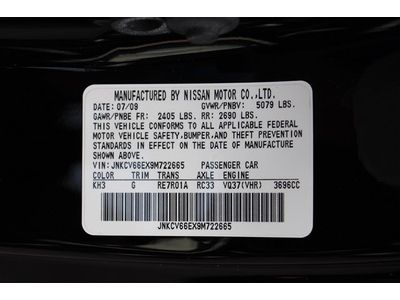 MANUFACTURED BY NISSAN MOTOR CO.,LTD.
DATE: 07/09 GVWR/PNBV: 5079 LBS.
GAWR/PNBE FR: 2405 LBS RR: 2690 LBS.
THIS VEHICLE CONFORMS TO ALL APPLICABLE FEDERAL
MOTOR VEHICLE SAFETY, BUMPER, AND THEFT PREVENTION
STANDARDS IN EFFECT ON THE DATE OF MANUFACTURE
SHOWN ABOVE.
VIN: JNKCV66EX9M722665 PASSENGER CAR
COLOR TRIM TRANS AXLE ENGINE
KH3 G RE7R01A RC33 VQ37(VHR) 3696CC
JNKCV66EX9M722665